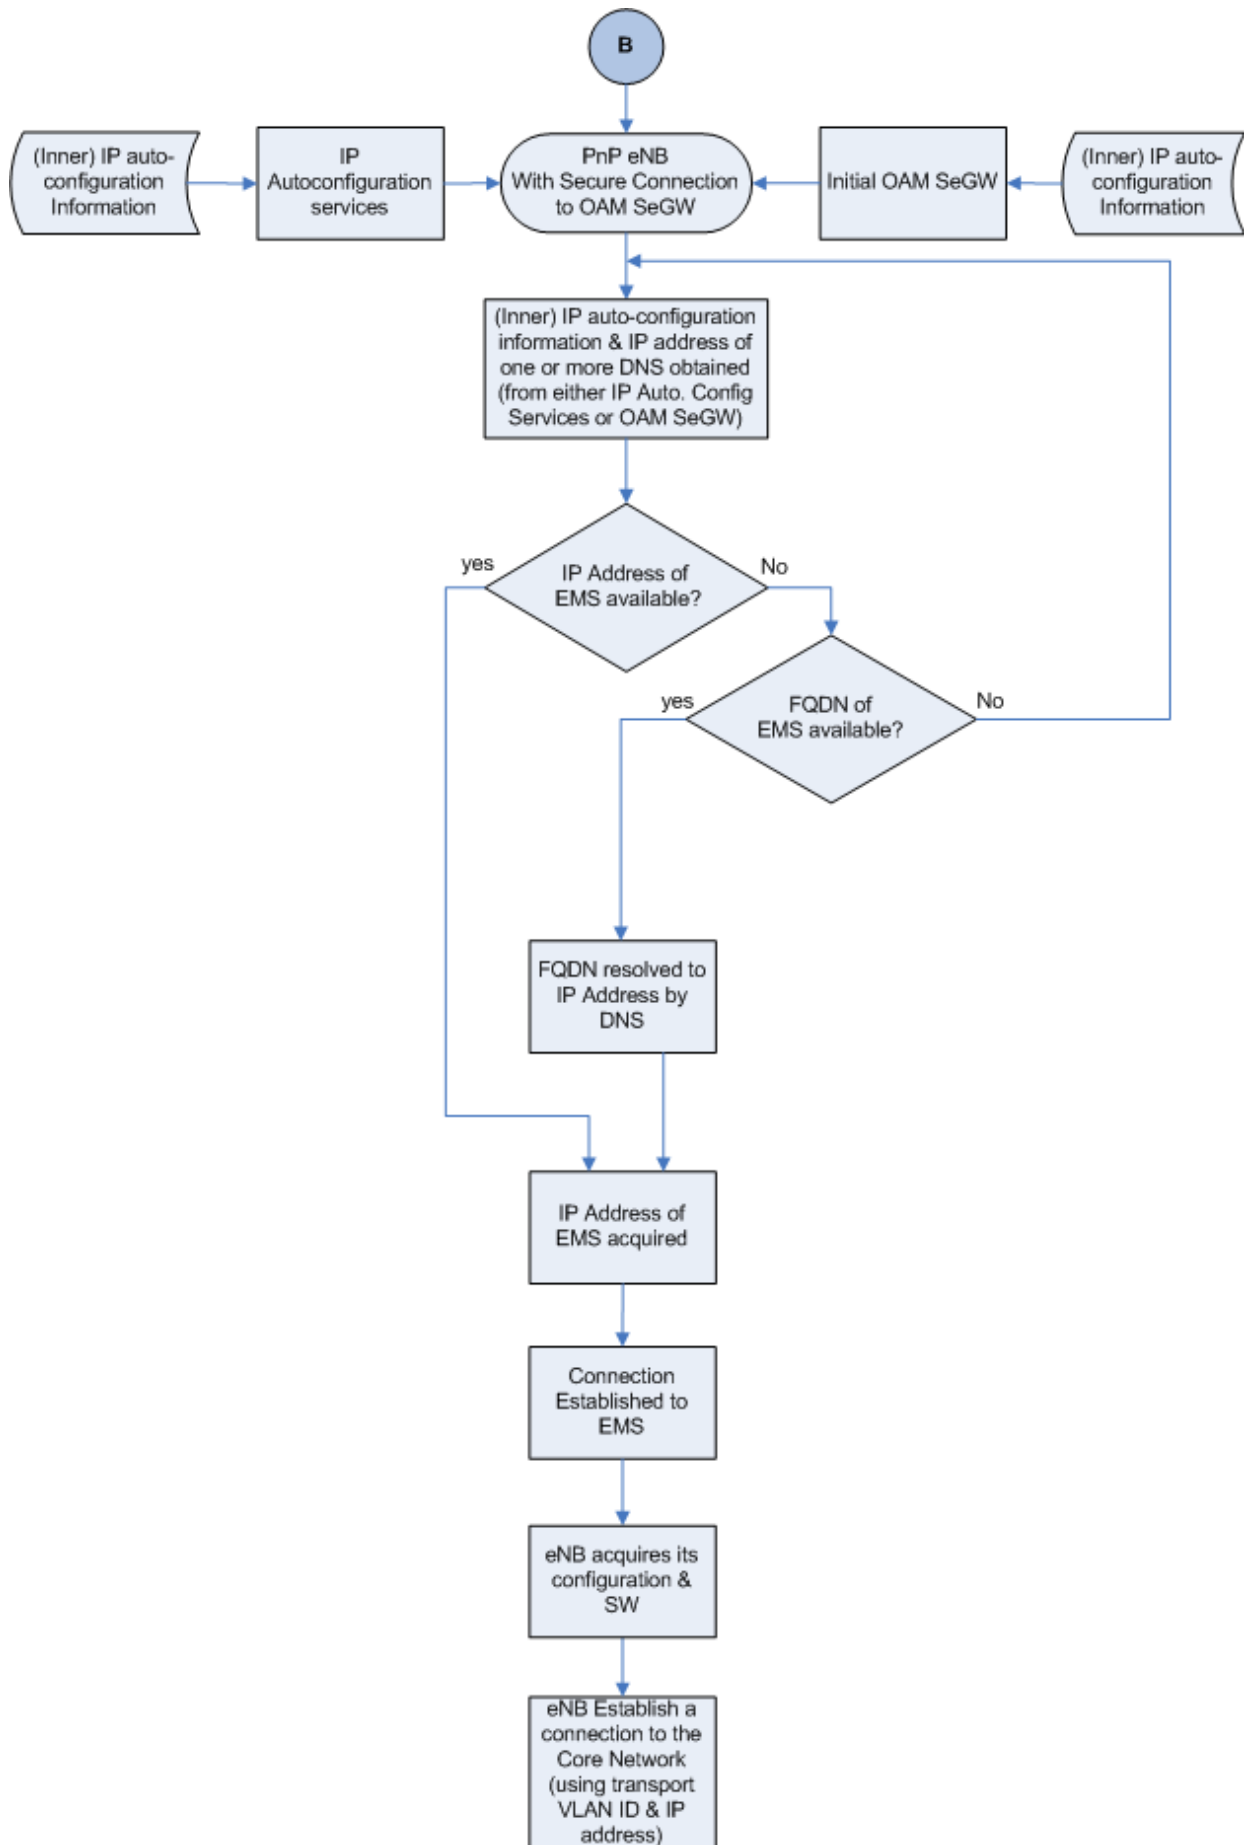 B
(Inner) IP auto-
configuration
Information
IP
Autoconfiguration
services
PnP eNB
With Secure Connection
to OAM SeGW
Initial OAM SeGW
(Inner) IP auto-
configuration
Information
(Inner) IP auto-configuration
information & IP address of
one or more DNS obtained
(from either IP Auto. Config
Services or OAM SeGW)
yes
IP Address of
EMS available?
No
yes
FQDN of
EMS available?
No
FQDN resolved to
IP Address by
DNS
IP Address of
EMS acquired
Connection
Established to
EMS
eNB acquires its
configuration &
SW
eNB Establish a
connection to the
Core Network
(using transport
VLAN ID & IP
address)